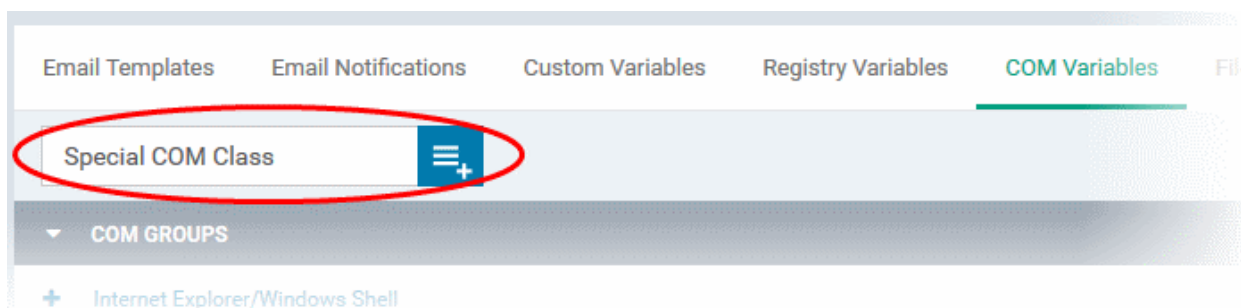 Email Templates Email Notifications Custom Variables Registry Variables COM Variables
Special COM Class
COM GROUPS
Internet Explorer/Windows Shell